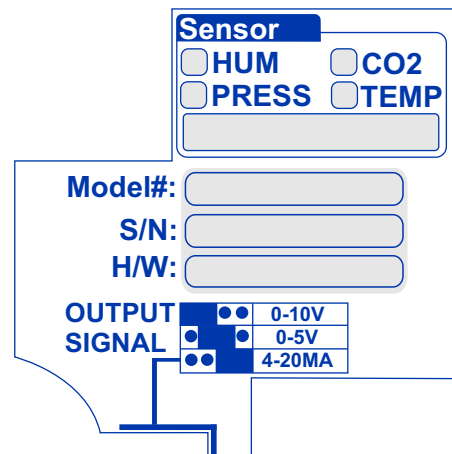 Sensor
HUM CO2
PRESS TEMP
Model#:
S/N:
H/W:
OUTPUT SIGNAL
0-10V
0-5V
4-20MA